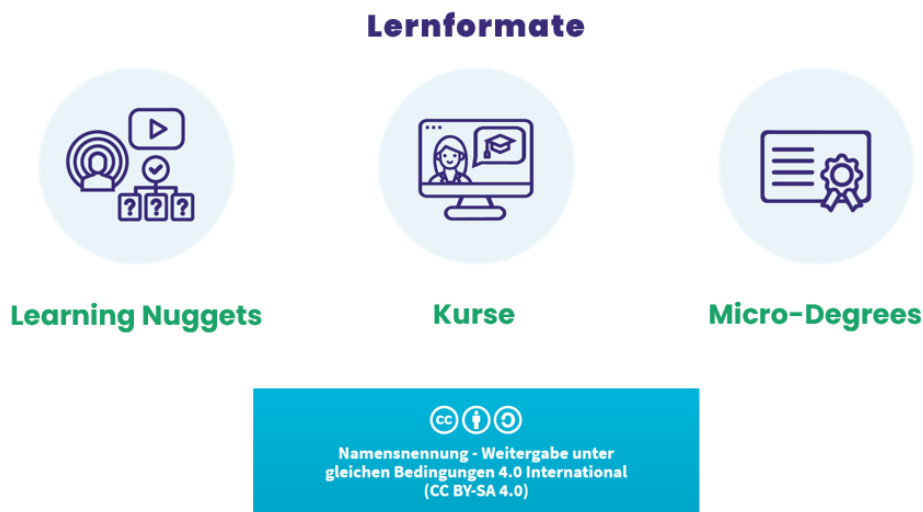 Lernformate
? ? ?
Learning Nuggets
Kurse
Micro-Degrees
cc
Namensnennung - Weitergabe unter
gleichen Bedingungen 4.0 International
(CC BY-SA 4.0)